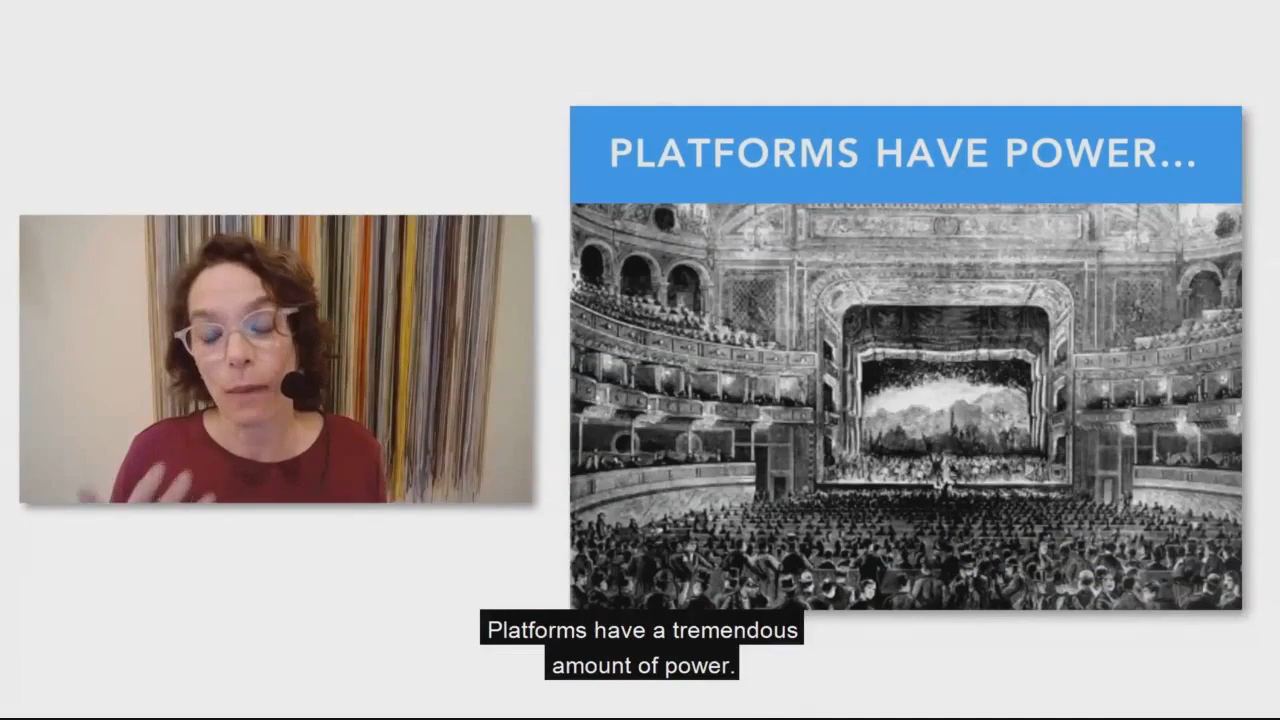 PLATFORMS HAVE POWER...
Platforms have a tremendous
amount of power.